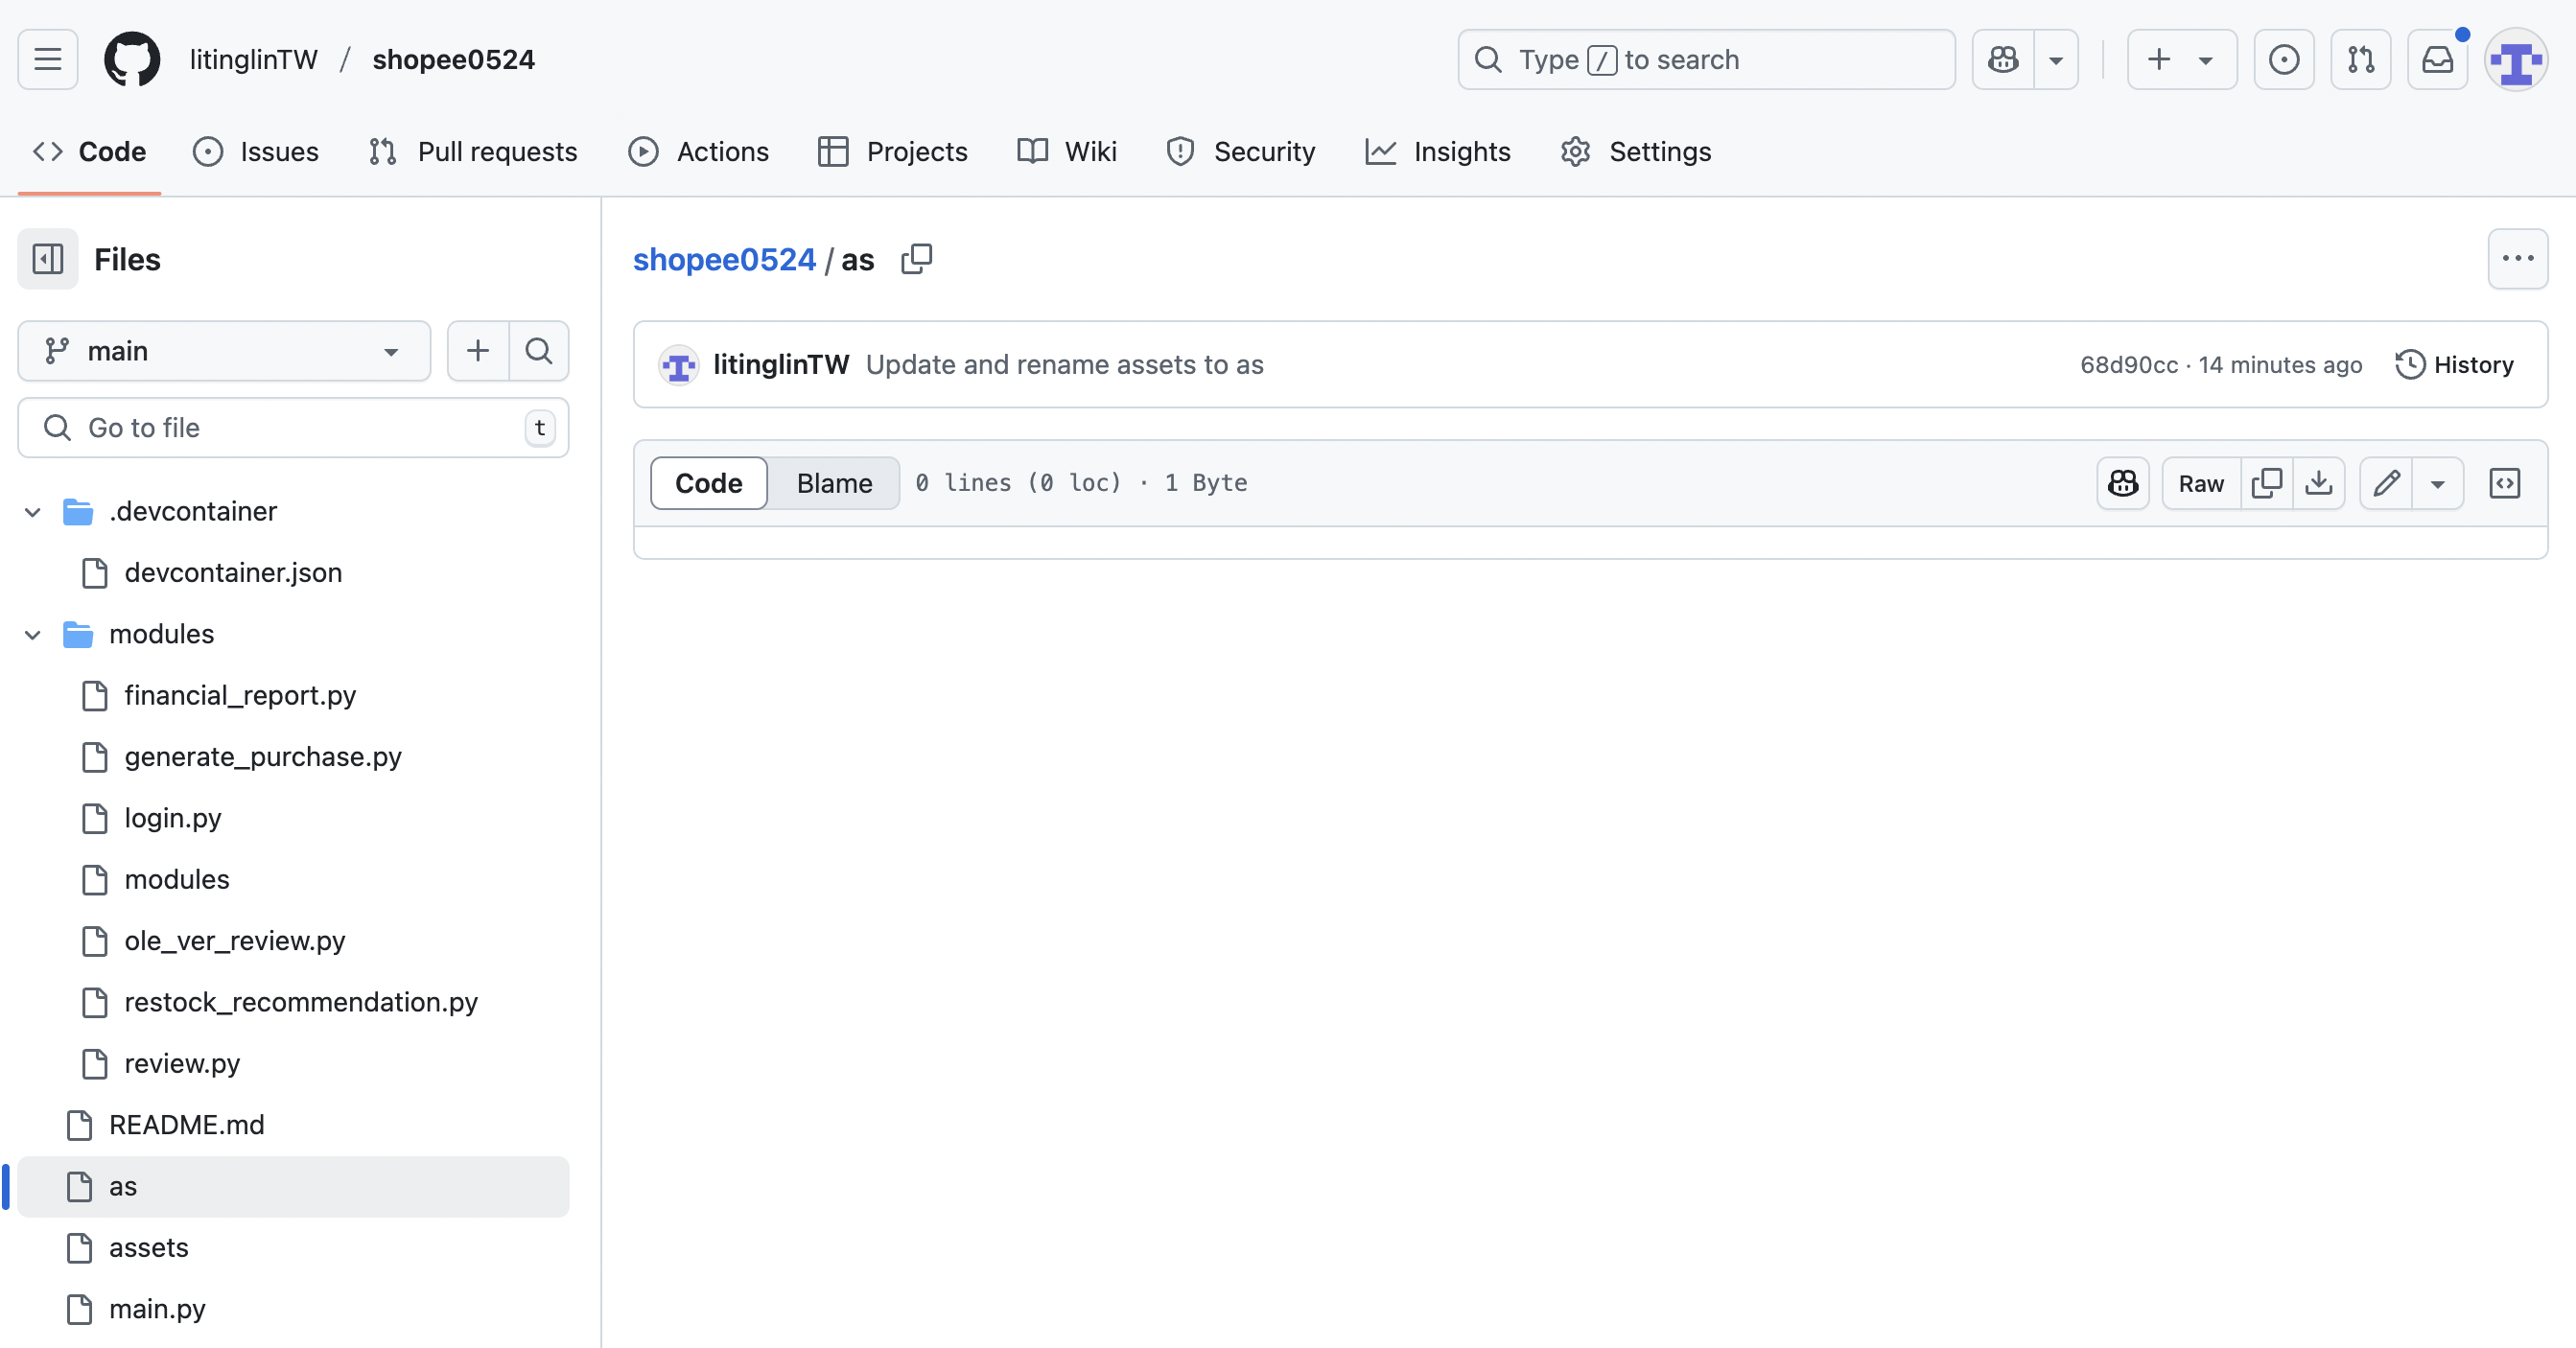 litinglinTW / shopee0524
Type / to search
Code
Issues
Pull requests
Actions
Projects
Wiki
Security
Insights
Settings
Files
main
Go to file
t
.devcontainer
devcontainer.json
modules
financial_report.py
generate_purchase.py
login.py
modules
ole_ver_review.py
restock_recommendation.py
review.py
README.md
as
assets
main.py
shopee0524 / as
litinglinTW Update and rename assets to as
68d90cc · 14 minutes ago
History
Code
Blame
0 lines (0 loc) · 1 Byte
Raw